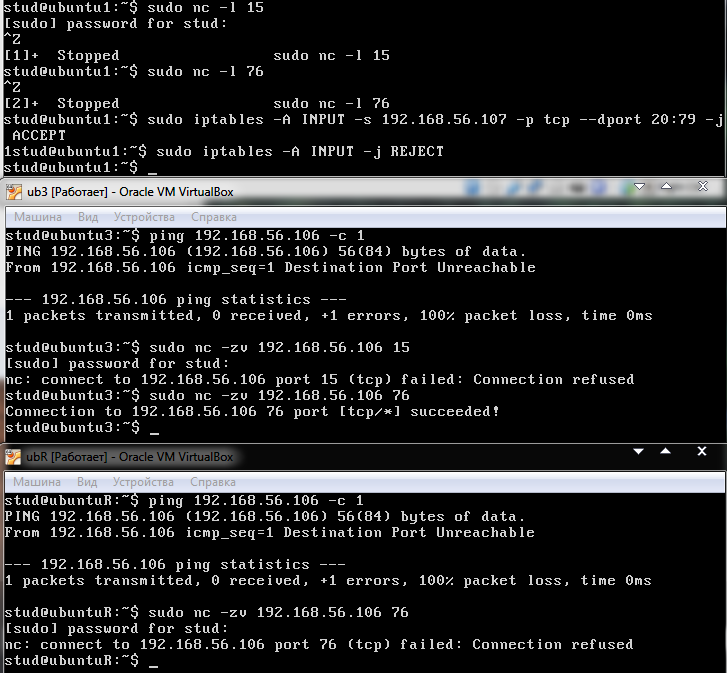 stud@ubuntu1:~$ sudo nc -l 15
[sudo] password for stud:
^Z
[1]+  Stopped                 sudo nc -l 15
stud@ubuntu1:~$ sudo nc -l 76
^Z
[2]+  Stopped                 sudo nc -l 76
stud@ubuntu1:~$ sudo iptables -A INPUT -s 192.168.56.107 -p tcp --dport 20:79 -j
 ACCEPT
1stud@ubuntu1:~$ sudo iptables -A INPUT -j REJECT
stud@ubuntu1:~$ _
ub3 [Работает] - Oracle VM VirtualBox
Машина Вид Устройства Справка
stud@ubuntu3:~$ ping 192.168.56.106 -c 1
PING 192.168.56.106 (192.168.56.106) 56(84) bytes of data.
From 192.168.56.106 icmp_seq=1 Destination Port Unreachable
--- 192.168.56.106 ping statistics ---
1 packets transmitted, 0 received, +1 errors, 100% packet loss, time 0ms
stud@ubuntu3:~$ sudo nc -zv 192.168.56.106 15
[sudo] password for stud:
nc: connect to 192.168.56.106 port 15 (tcp) failed: Connection refused
stud@ubuntu3:~$ sudo nc -zv 192.168.56.106 76
Connection to 192.168.56.106 76 port [tcp/*] succeeded!
stud@ubuntu3:~$ _
ubR [Работает] - Oracle VM VirtualBox
Машина Вид Устройства Справка
stud@ubuntuR:~$ ping 192.168.56.106 -c 1
PING 192.168.56.106 (192.168.56.106) 56(84) bytes of data.
From 192.168.56.106 icmp_seq=1 Destination Port Unreachable
--- 192.168.56.106 ping statistics ---
1 packets transmitted, 0 received, +1 errors, 100% packet loss, time 0ms
stud@ubuntuR:~$ sudo nc -zv 192.168.56.106 76
[sudo] password for stud:
nc: connect to 192.168.56.106 port 76 (tcp) failed: Connection refused
stud@ubuntuR:~$ _